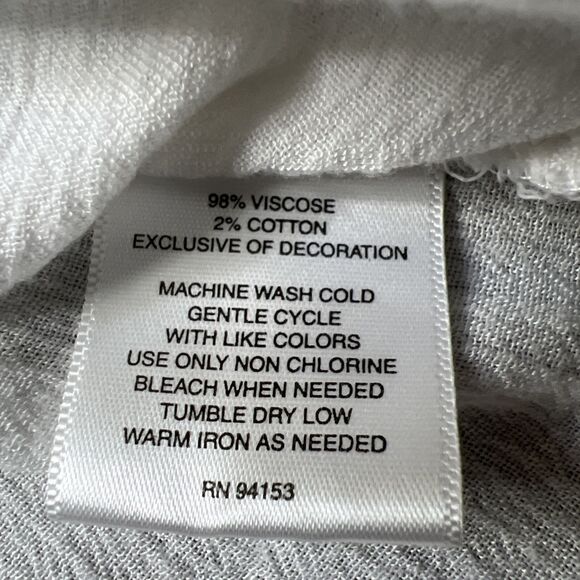 98% VISCOSE
2% COTTON
EXCLUSIVE OF DECORATION
MACHINE WASH COLD
GENTLE CYCLE
WITH LIKE COLORS
USE ONLY NON CHLORINE
BLEACH WHEN NEEDED
TUMBLE DRY LOW
WARM IRON AS NEEDED
RN 94153